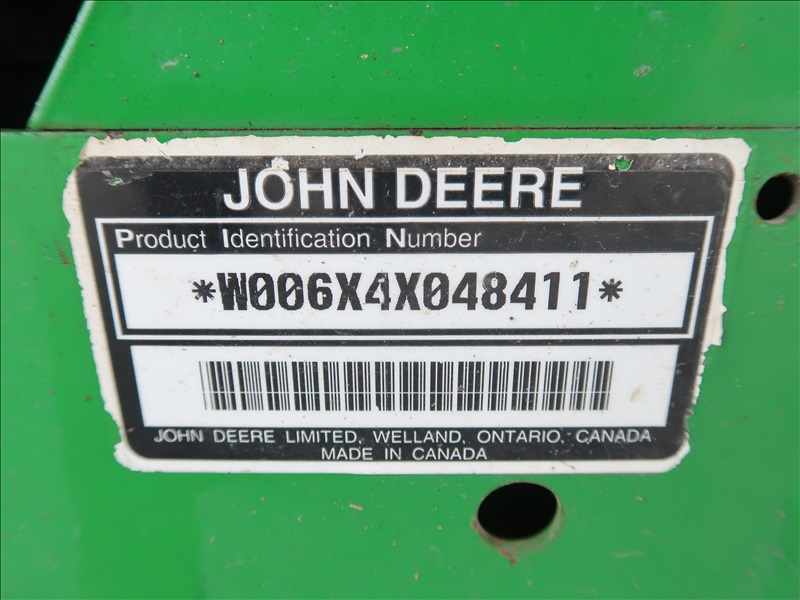 JOHN DEERE
Product Identification Number
*W006X4X048411*
JOHN DEERE LIMITED, WELLAND, ONTARIO, CANADA
MADE IN CANADA